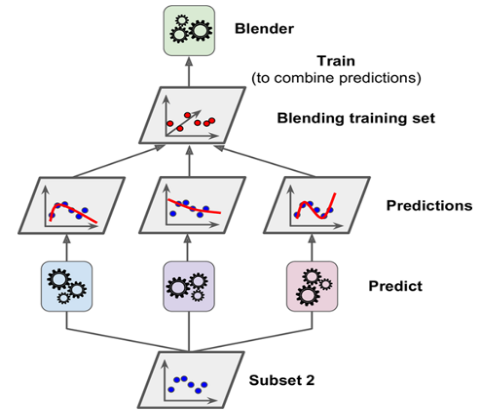 Blender
Train
(to combine predictions)
Blending training set
Predictions
Predict
Subset 2